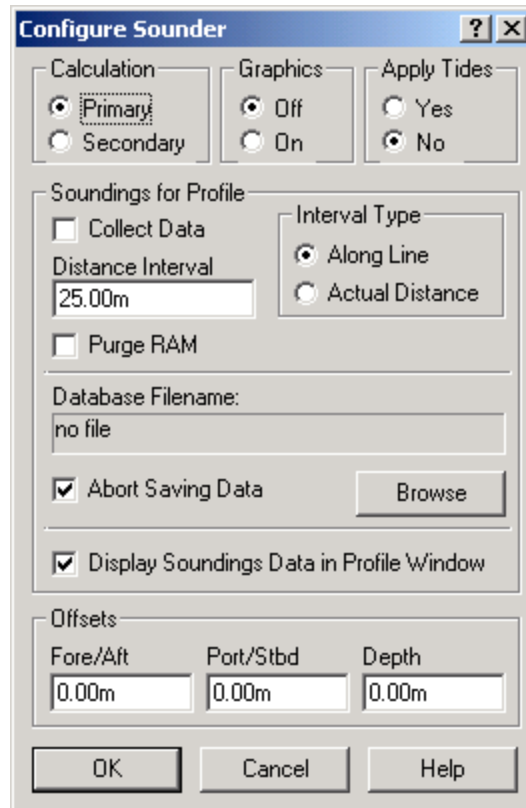 Configure Sounder
Calculation
Primary
Secondary
Graphics
Off
On
Apply Tides
Yes
No
Soundings for Profile
Collect Data
Distance Interval
25.00m
Interval Type
Along Line
Actual Distance
Purge RAM
Database Filename:
no file
Abort Saving Data
Browse
Display Soundings Data in Profile Window
Offsets
Fore/Aft
Port/Stbd
Depth
0.00m
0.00m
0.00m
OK
Cancel
Help